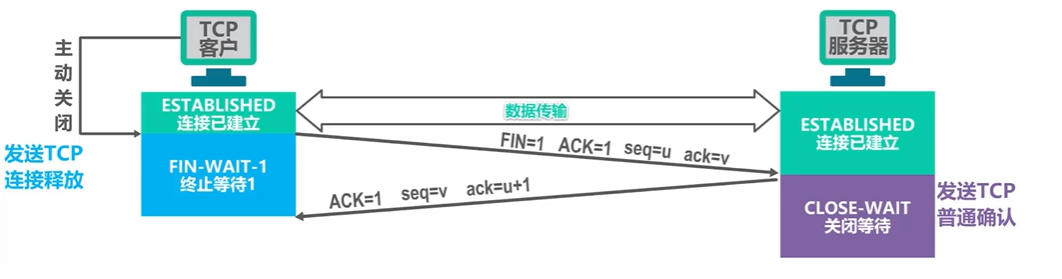 TCP
客户
TCP
服务器
主动关闭
ESTABLISHED
连接已建立
数据传输
ESTABLISHED
连接已建立
FIN=1 ACK=1 seq=u ack=v
发送TCP
连接释放
FIN-WAIT-1
终止等待1
ACK=1 seq=v ack=u+1
CLOSE-WAIT
关闭等待
发送TCP
普通确认